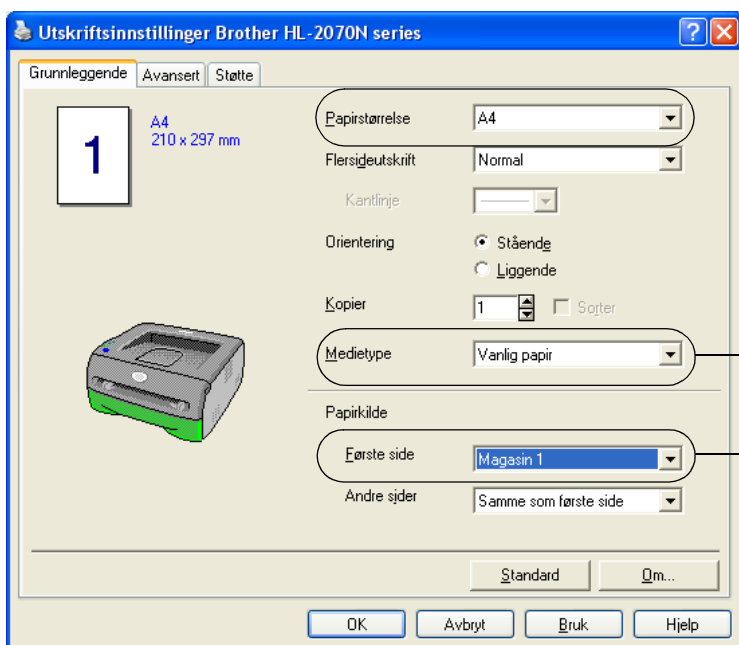 Utskriftsinnstillinger Brother HL-2070N series
Grunnleggende Avansert Støtte
1
A4
210 x 297 mm
Papirstørrelse A4
Flersideutskrift Normal
Kantlinje
Orientering Stående
Liggende
Kopier 1 Sorter
Medietype Vanlig papir
Papirkilde
Første side Magasin 1
Andre sider Samme som første side
Standard Om...
OK Avbryt Bruk Hjelp